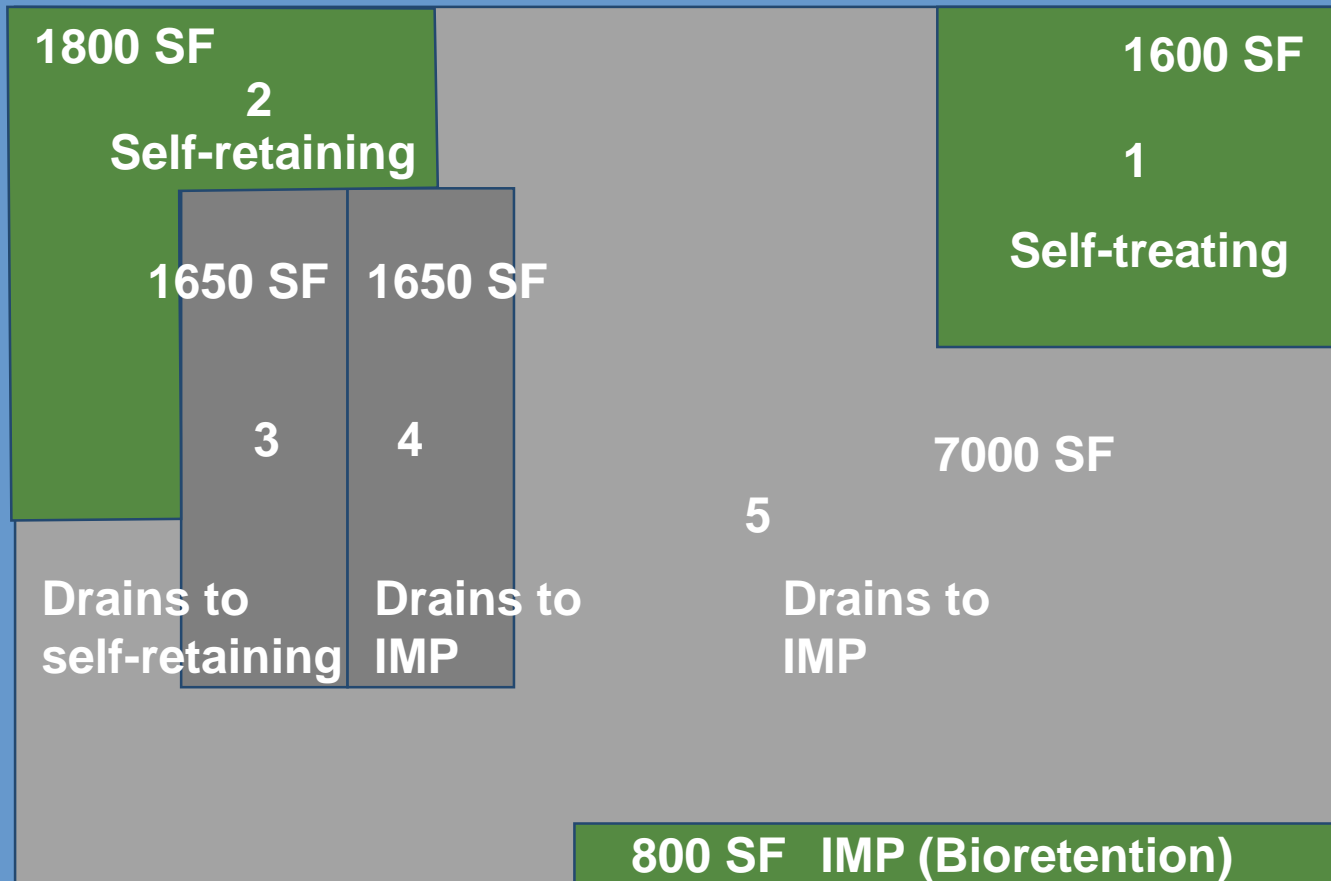 1800 SF
2
Self-retaining
1600 SF
1
Self-treating
1650 SF
1650 SF
3
4
7000 SF
5
Drains to
self-retaining
Drains to
IMP
Drains to
IMP
800 SF IMP (Bioretention)